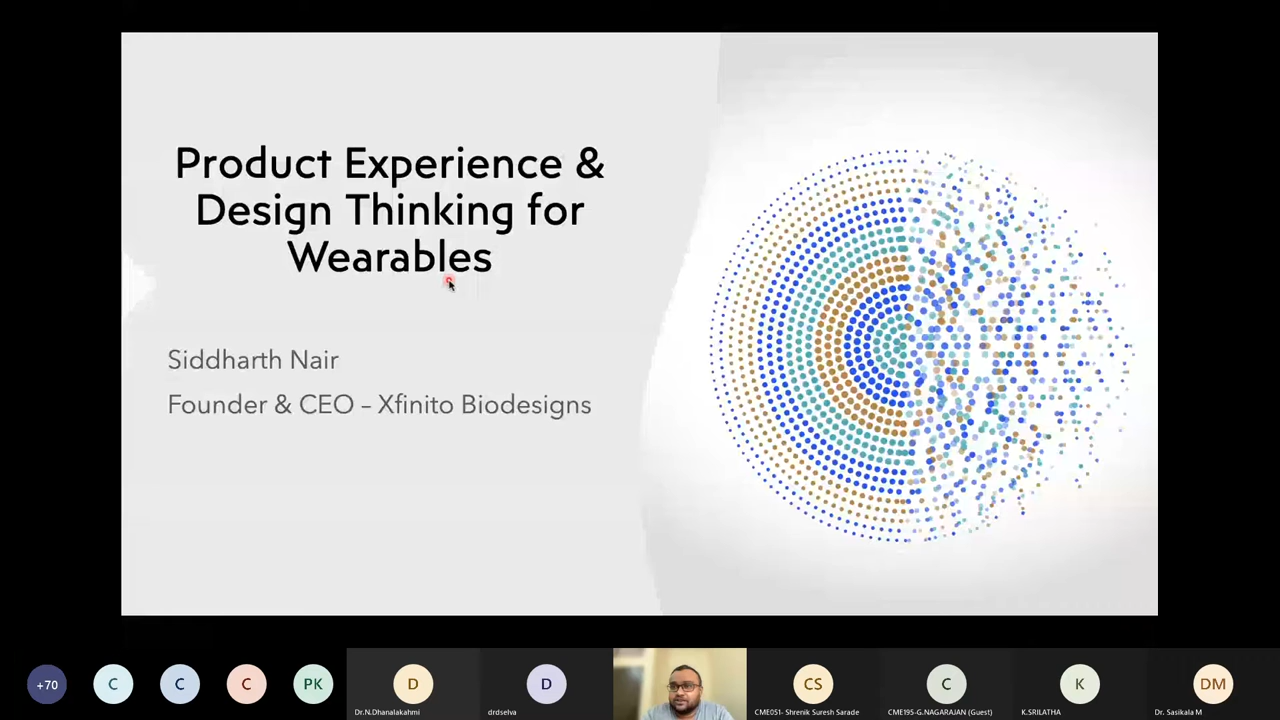 Product Experience &
Design Thinking for
Wearables
Siddharth Nair
Founder & CEO – Xfinito Biodesigns
+70
C
C
C
PK
D
D
CS
C
K
DM
Dr.N.Dhanalakahmi
drdselva
CME051- Shrenik Suresh Sarade
CME195-G.NAGARAJAN (Guest)
K.SRILATHA
Dr. Sasikala M